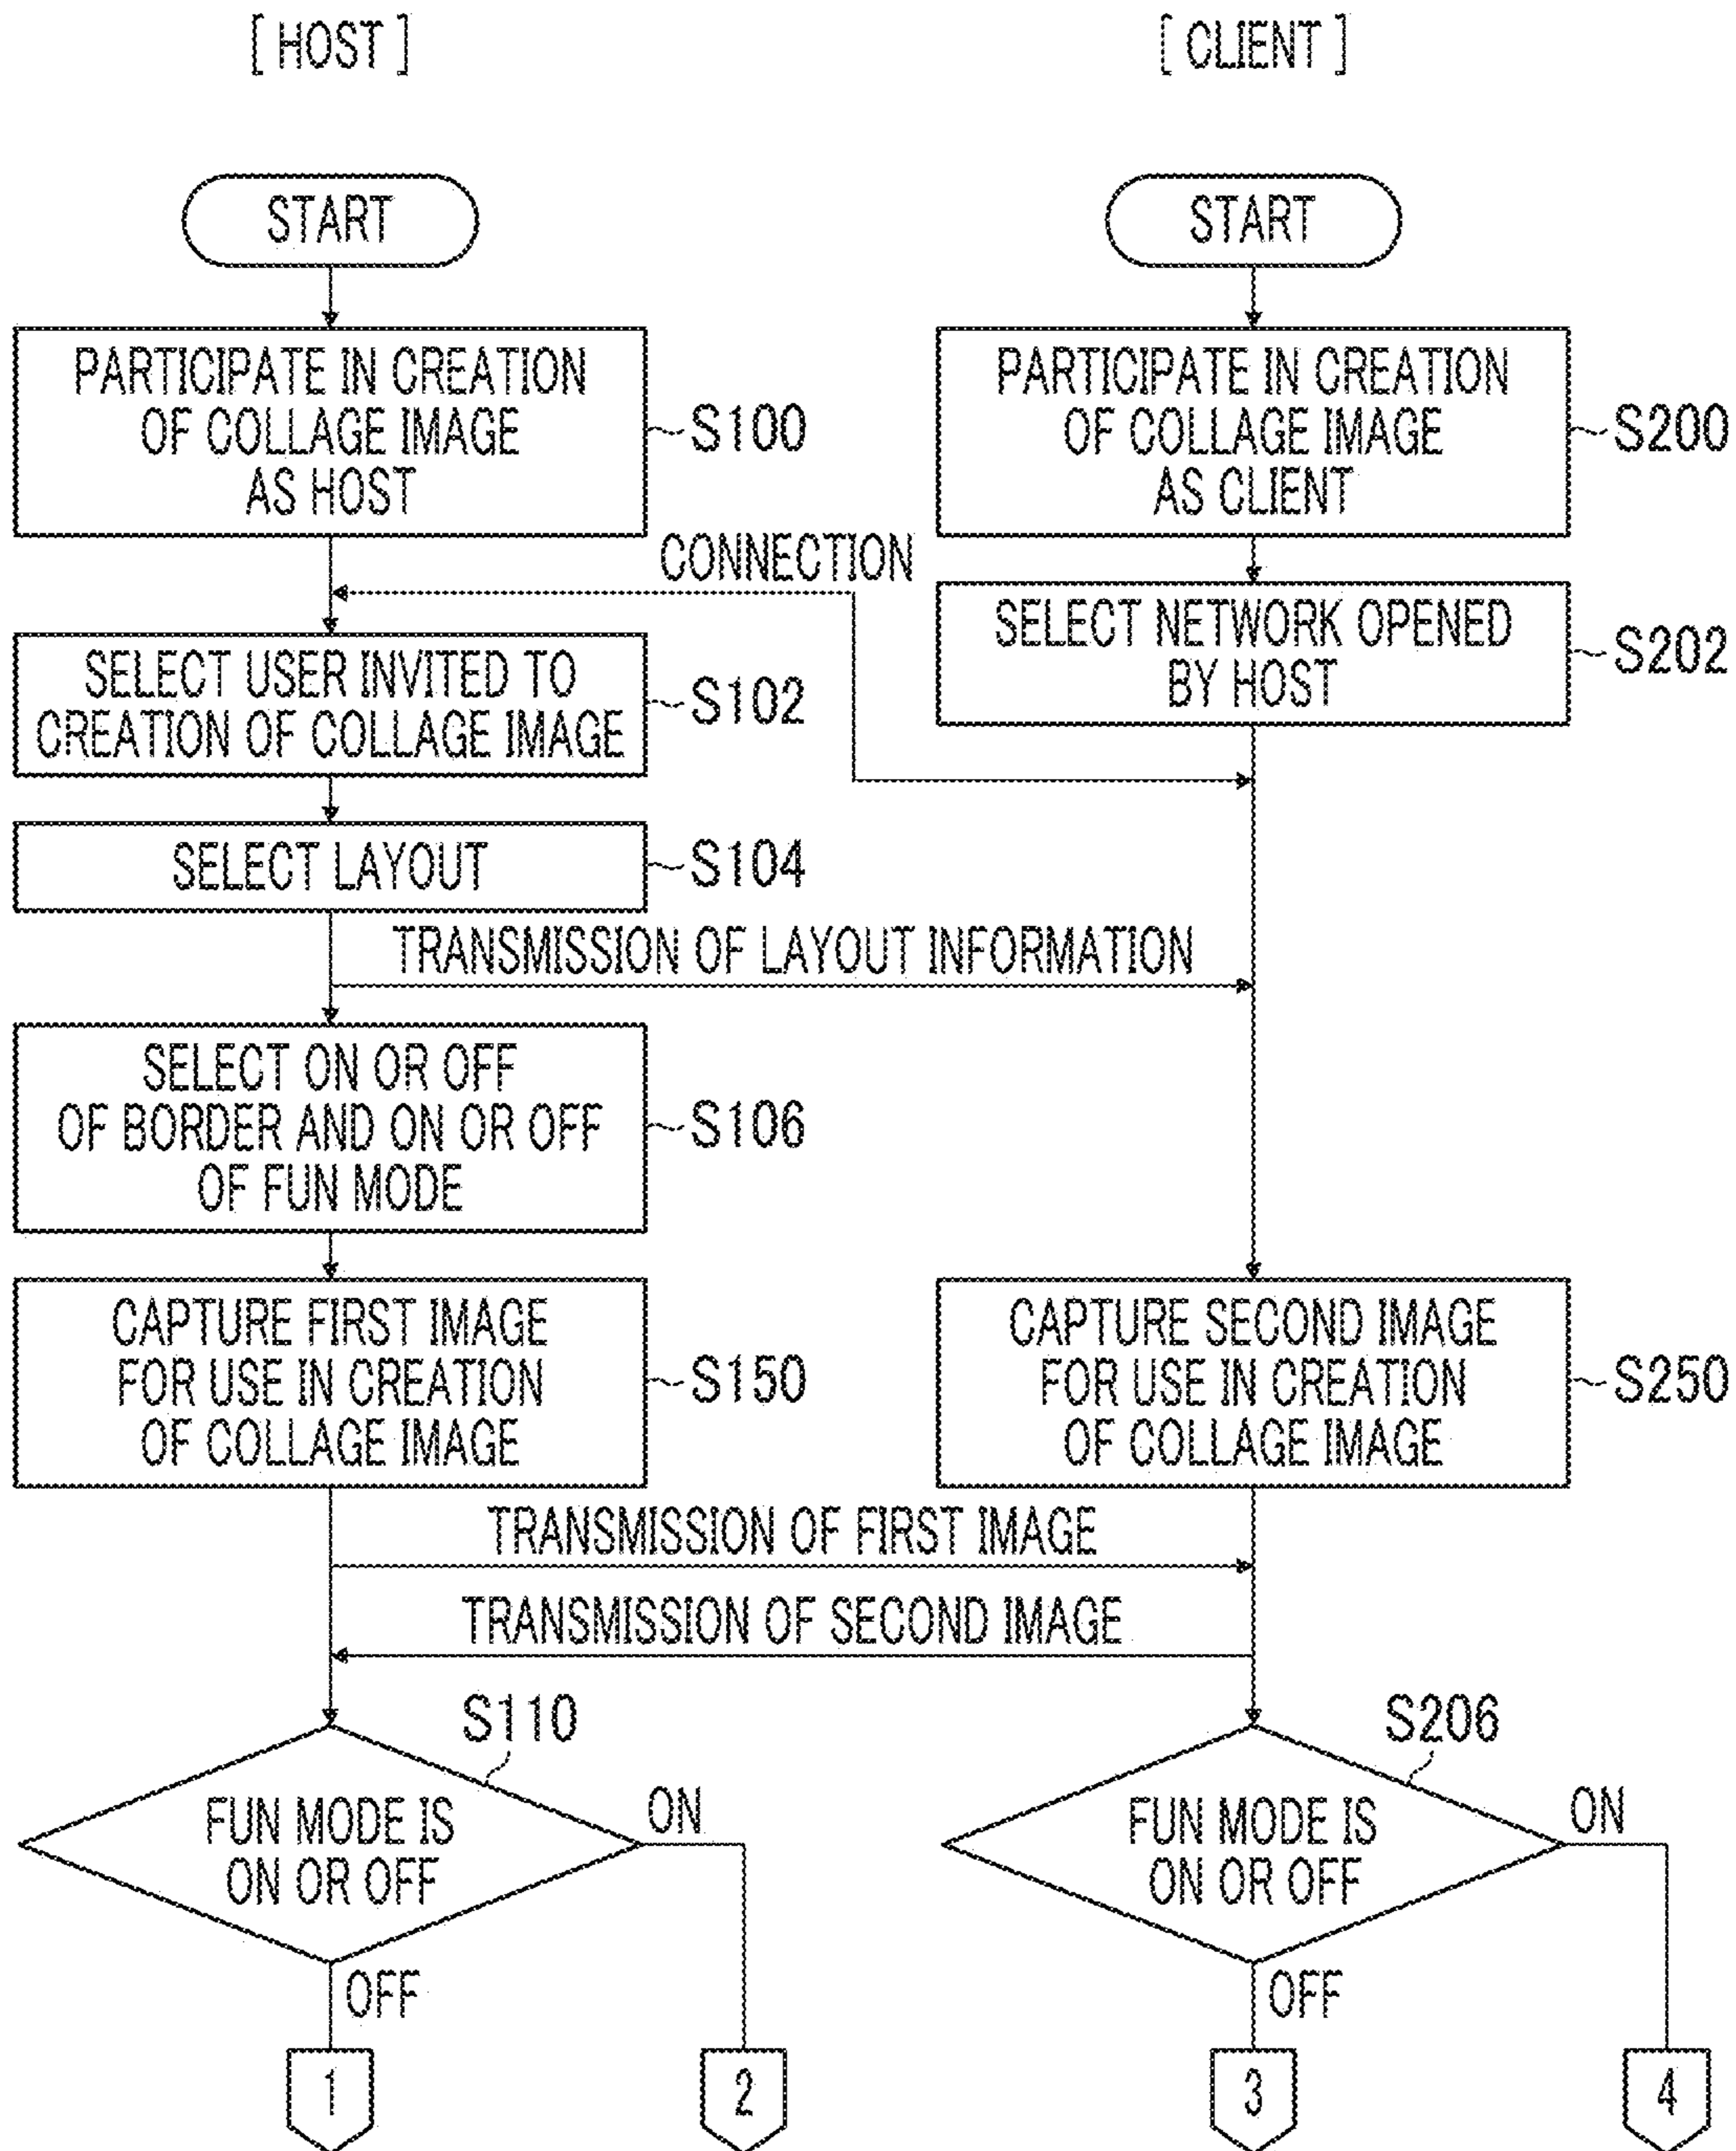 [ HOST ]
[ CLIENT ]
START
START
PARTICIPATE IN CREATION
OF COLLAGE IMAGE
AS HOST
S100
PARTICIPATE IN CREATION
OF COLLAGE IMAGE
AS CLIENT
S200
CONNECTION
SELECT NETWORK OPENED
BY HOST
S202
SELECT USER INVITED TO
CREATION OF COLLAGE IMAGE
S102
SELECT LAYOUT
S104
TRANSMISSION OF LAYOUT INFORMATION
SELECT ON OR OFF
OF BORDER AND ON OR OFF
OF FUN MODE
S106
CAPTURE FIRST IMAGE
FOR USE IN CREATION
OF COLLAGE IMAGE
S150
CAPTURE SECOND IMAGE
FOR USE IN CREATION
OF COLLAGE IMAGE
S250
TRANSMISSION OF FIRST IMAGE
TRANSMISSION OF SECOND IMAGE
S110
FUN MODE IS
ON OR OFF
ON
OFF
S206
FUN MODE IS
ON OR OFF
ON
OFF
1
2
3
4